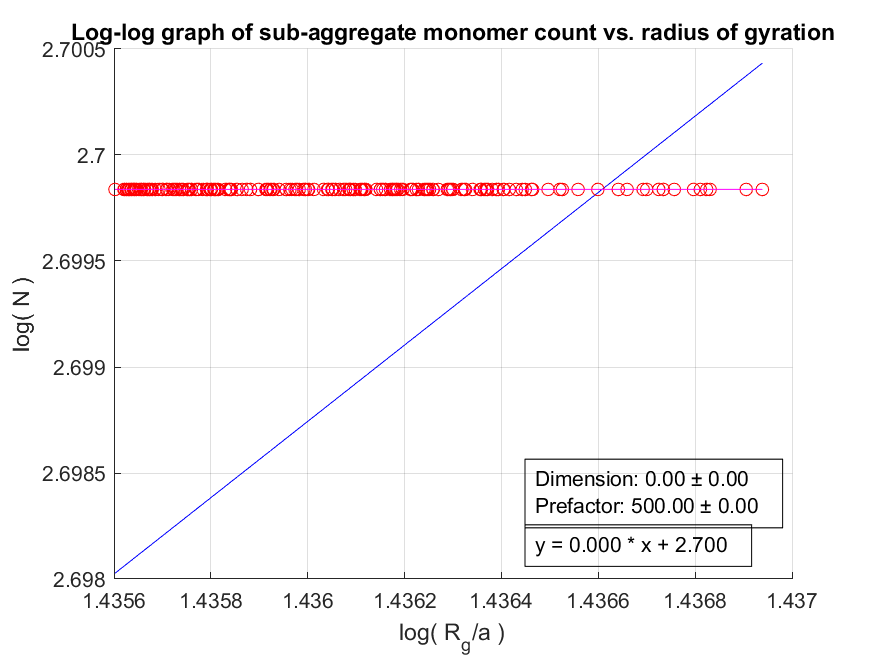 Log-log graph of sub-aggregate monomer count vs. radius of gyration
2.7005
2.7
2.6995
2.699
2.6985
2.698
log( N )
Dimension: 0.00 ± 0.00
Prefactor: 500.00 ± 0.00
y = 0.000 * x + 2.700
1.4356 1.4358 1.436 1.4362 1.4364 1.4366 1.4368 1.437
log( R_g/a )